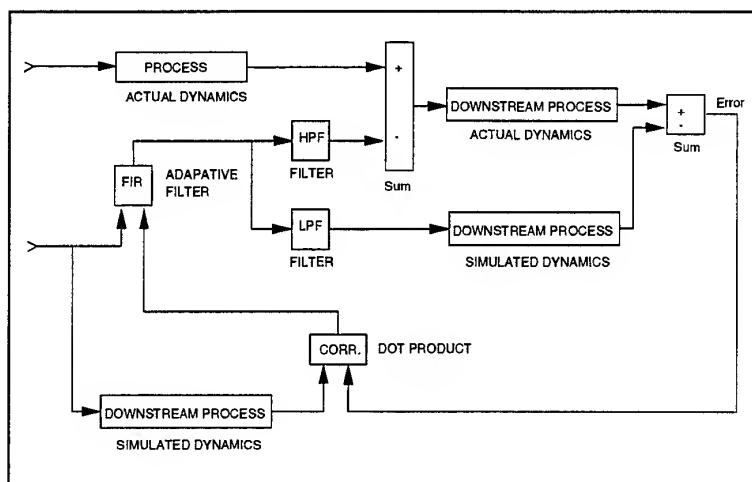 PROCESS
ACTUAL DYNAMICS
+
-
Sum
DOWNSTREAM PROCESS
ACTUAL DYNAMICS
+
-
Sum
Error
HPF
FILTER
FIR
ADAPATIVE
FILTER
LPF
FILTER
DOWNSTREAM PROCESS
SIMULATED DYNAMICS
CORR.
DOT PRODUCT
DOWNSTREAM PROCESS
SIMULATED DYNAMICS